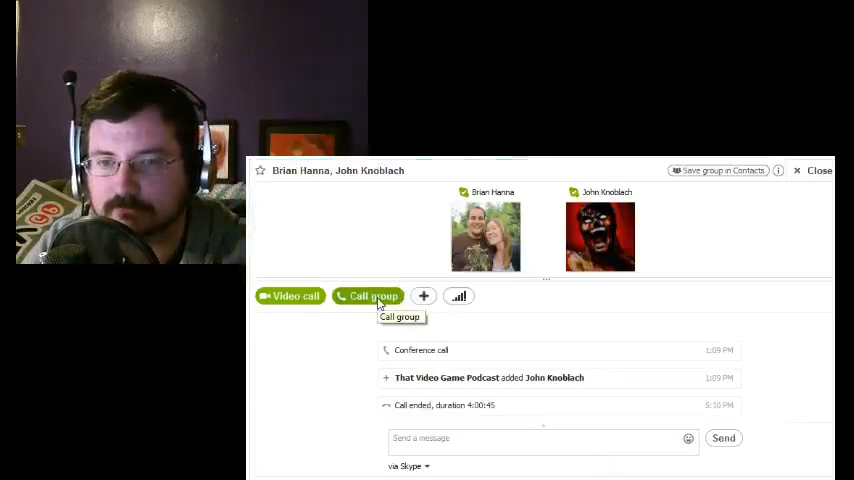 Brian Hanna, John Knoblach
Save group in Contacts
Close
Brian Hanna
John Knoblach
Video call
Call group
Call group
Conference call 1:09 PM
That Video Game Podcast added John Knoblach 1:09 PM
Call ended, duration 4:00:45 5:10 PM
Send a message
Send
via Skype